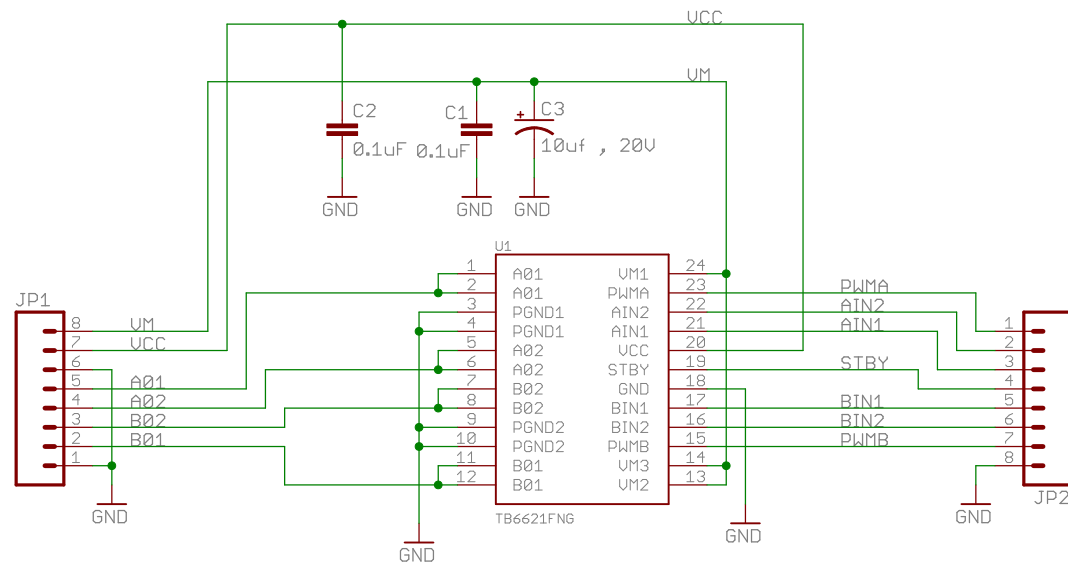 VCC
VM
C2
C1
+
C3
0.1uF
0.1uF
10uf , 20V
GND
GND
GND
U1
1 A01 VM1 24
2 A01 PWMA 23 PWMA
3 PGND1 AIN2 22 AIN2
4 PGND1 AIN1 21 AIN1
5 A02 VCC 20
6 A02 STBY 19 STBY
7 B02 GND 18
8 B02 BIN1 17 BIN1
9 PGND2 BIN2 16 BIN2
10 PGND2 PWMB 15 PWMB
11 B01 VM3 14
12 B01 VM2 13
TB6621FNG
JP1
8 VM
7 VCC
6
5 A01
4 A02
3 B02
2 B01
1
GND
GND
GND
1
2
3
4
5
6
7
8
JP2
GND